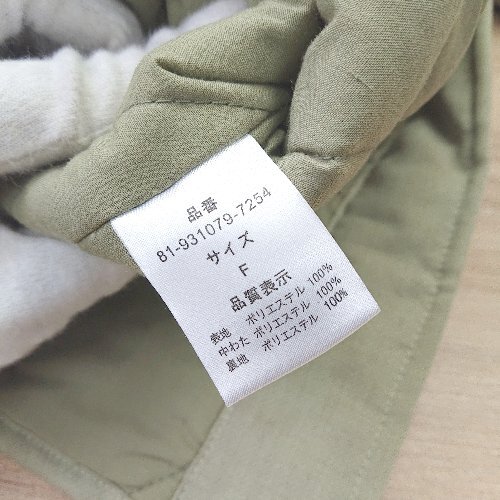 品番
81-931079-7254
サイズ
F
品質表示
表地 ポリエステル 100%
中わた ポリエステル 100%
裏地 ポリエステル 100%